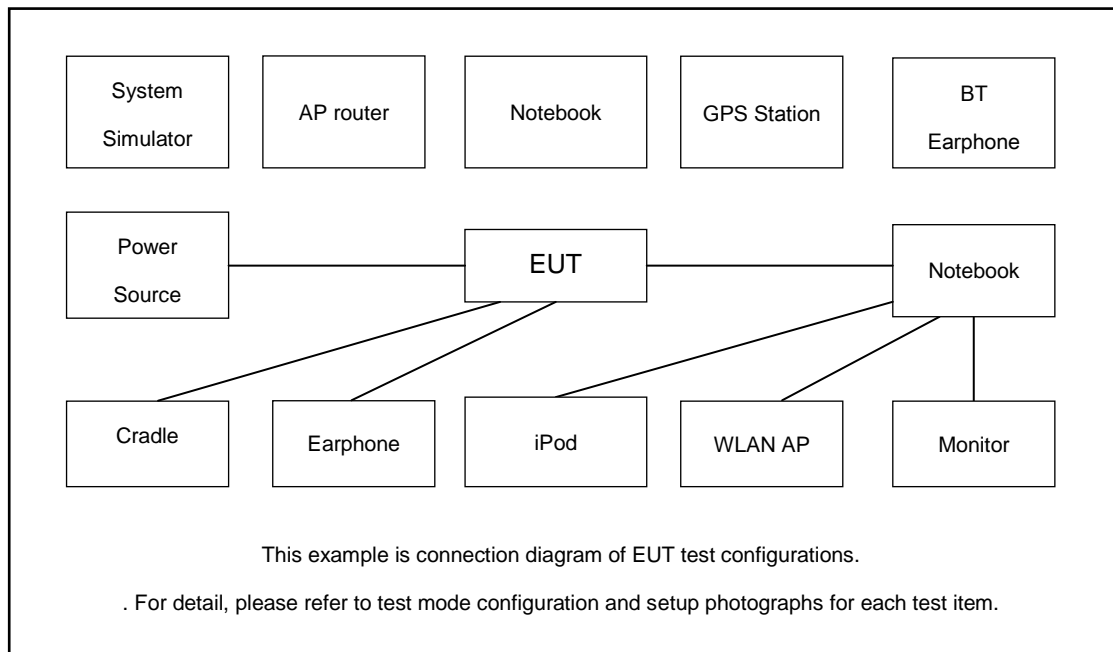 System
Simulator
AP router
Notebook
GPS Station
BT
Earphone
Power
Source
EUT
Notebook
Cradle
Earphone
iPod
WLAN AP
Monitor
This example is connection diagram of EUT test configurations.
. For detail, please refer to test mode configuration and setup photographs for each test item.